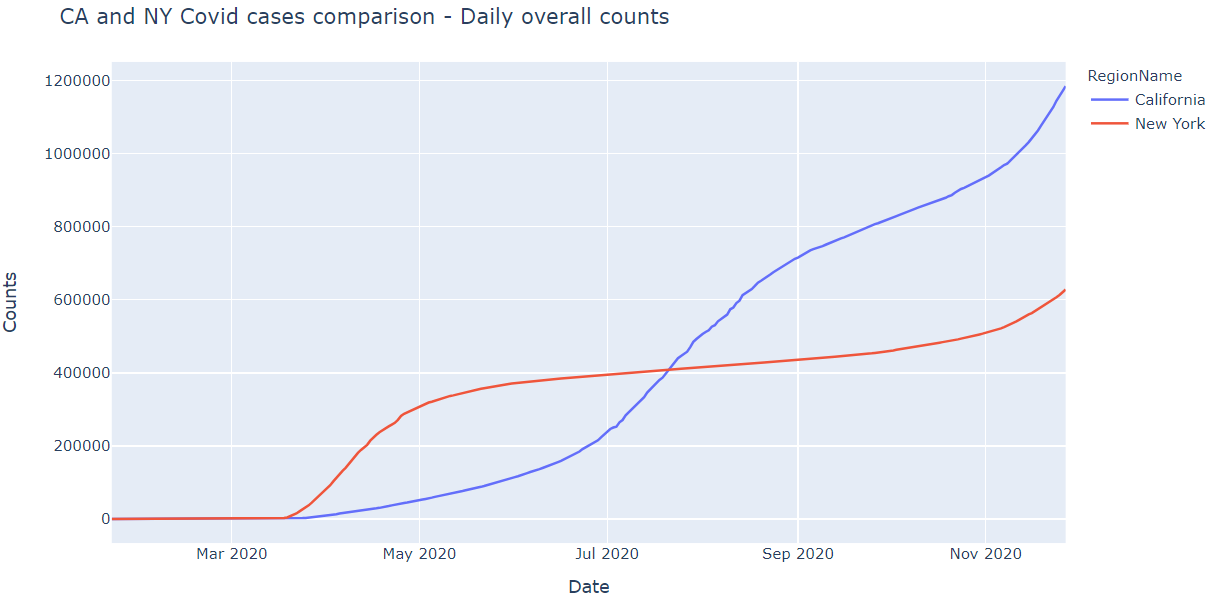 CA and NY Covid cases comparison - Daily overall counts
RegionName
California
New York
1200000
1000000
800000
600000
400000
200000
0
Counts
Mar 2020
May 2020
Jul 2020
Sep 2020
Nov 2020
Date